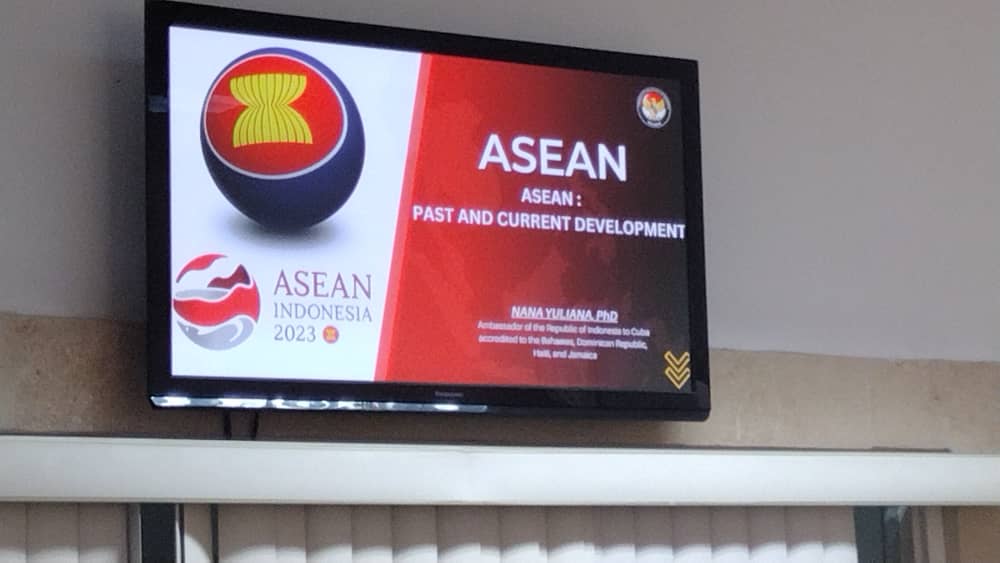 ASEAN
ASEAN :
PAST AND CURRENT DEVELOPMENT
NANA YULIANA, PhD
Ambassador of the Republic of Indonesia to Cuba
accredited to the Bahamas, Dominican Republic,
Haiti, and Jamaica
ASEAN
INDONESIA
2023